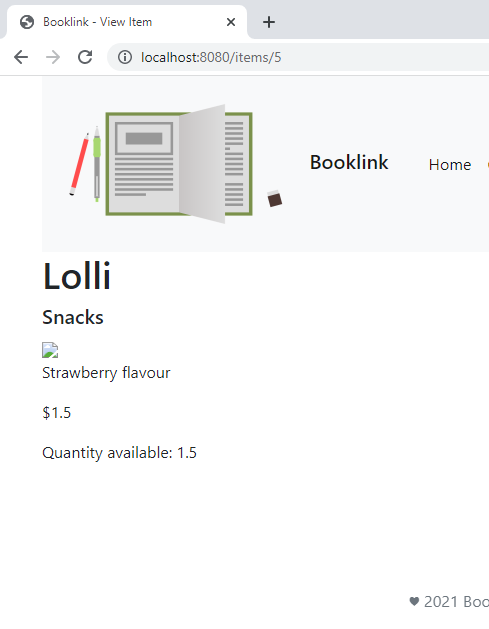 Booklink - View Item
localhost:8080/items/5
Booklink Home
Lolli
Snacks
Strawberry flavour
$1.5
Quantity available: 1.5
2021 Boo